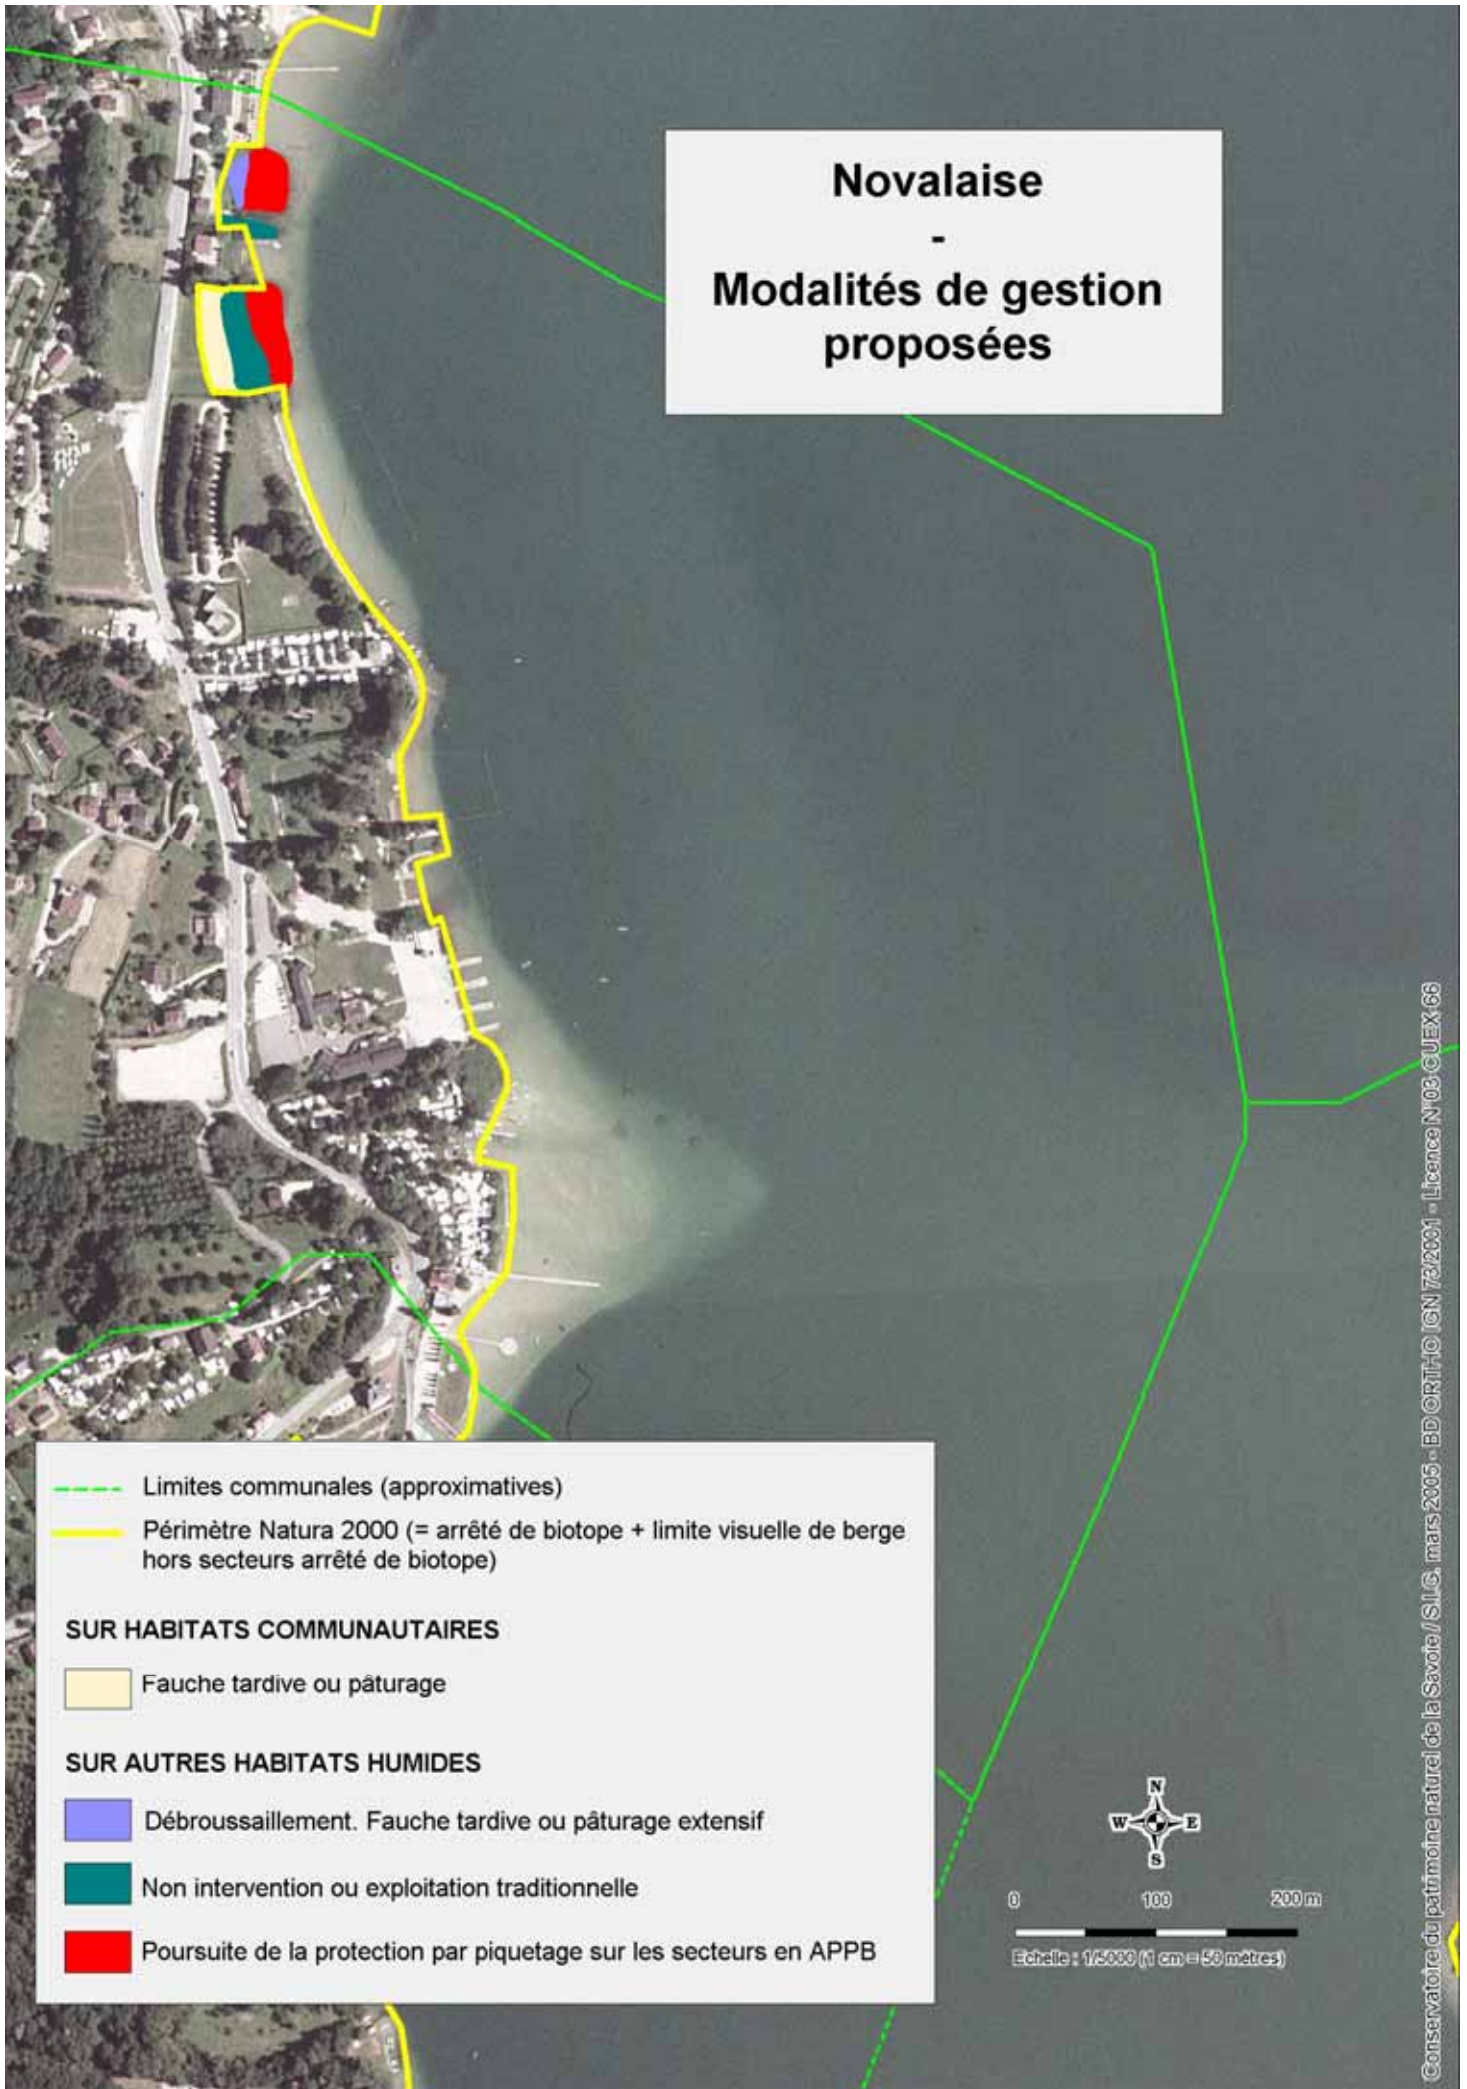 Novalaise
-
Modalités de gestion
proposées
Limites communales (approximatives)
Périmètre Natura 2000 (= arrêté de biotope + limite visuelle de berge
hors secteurs arrêté de biotope)
SUR HABITATS COMMUNAUTAIRES
Fauche tardive ou pâturage
SUR AUTRES HABITATS HUMIDES
Débroussaillement. Fauche tardive ou pâturage extensif
Non intervention ou exploitation traditionnelle
Poursuite de la protection par piquetage sur les secteurs en APPB
N
W E
S
0 100 200 m
Echelle : 1/5000 (1 cm = 50 mètres)
Conservatoire du patrimoine naturel de la Savoie / S.I.G. mars 2005 - BD ORTHO IGN 73/2001 - Licence N°03 CUEX 66